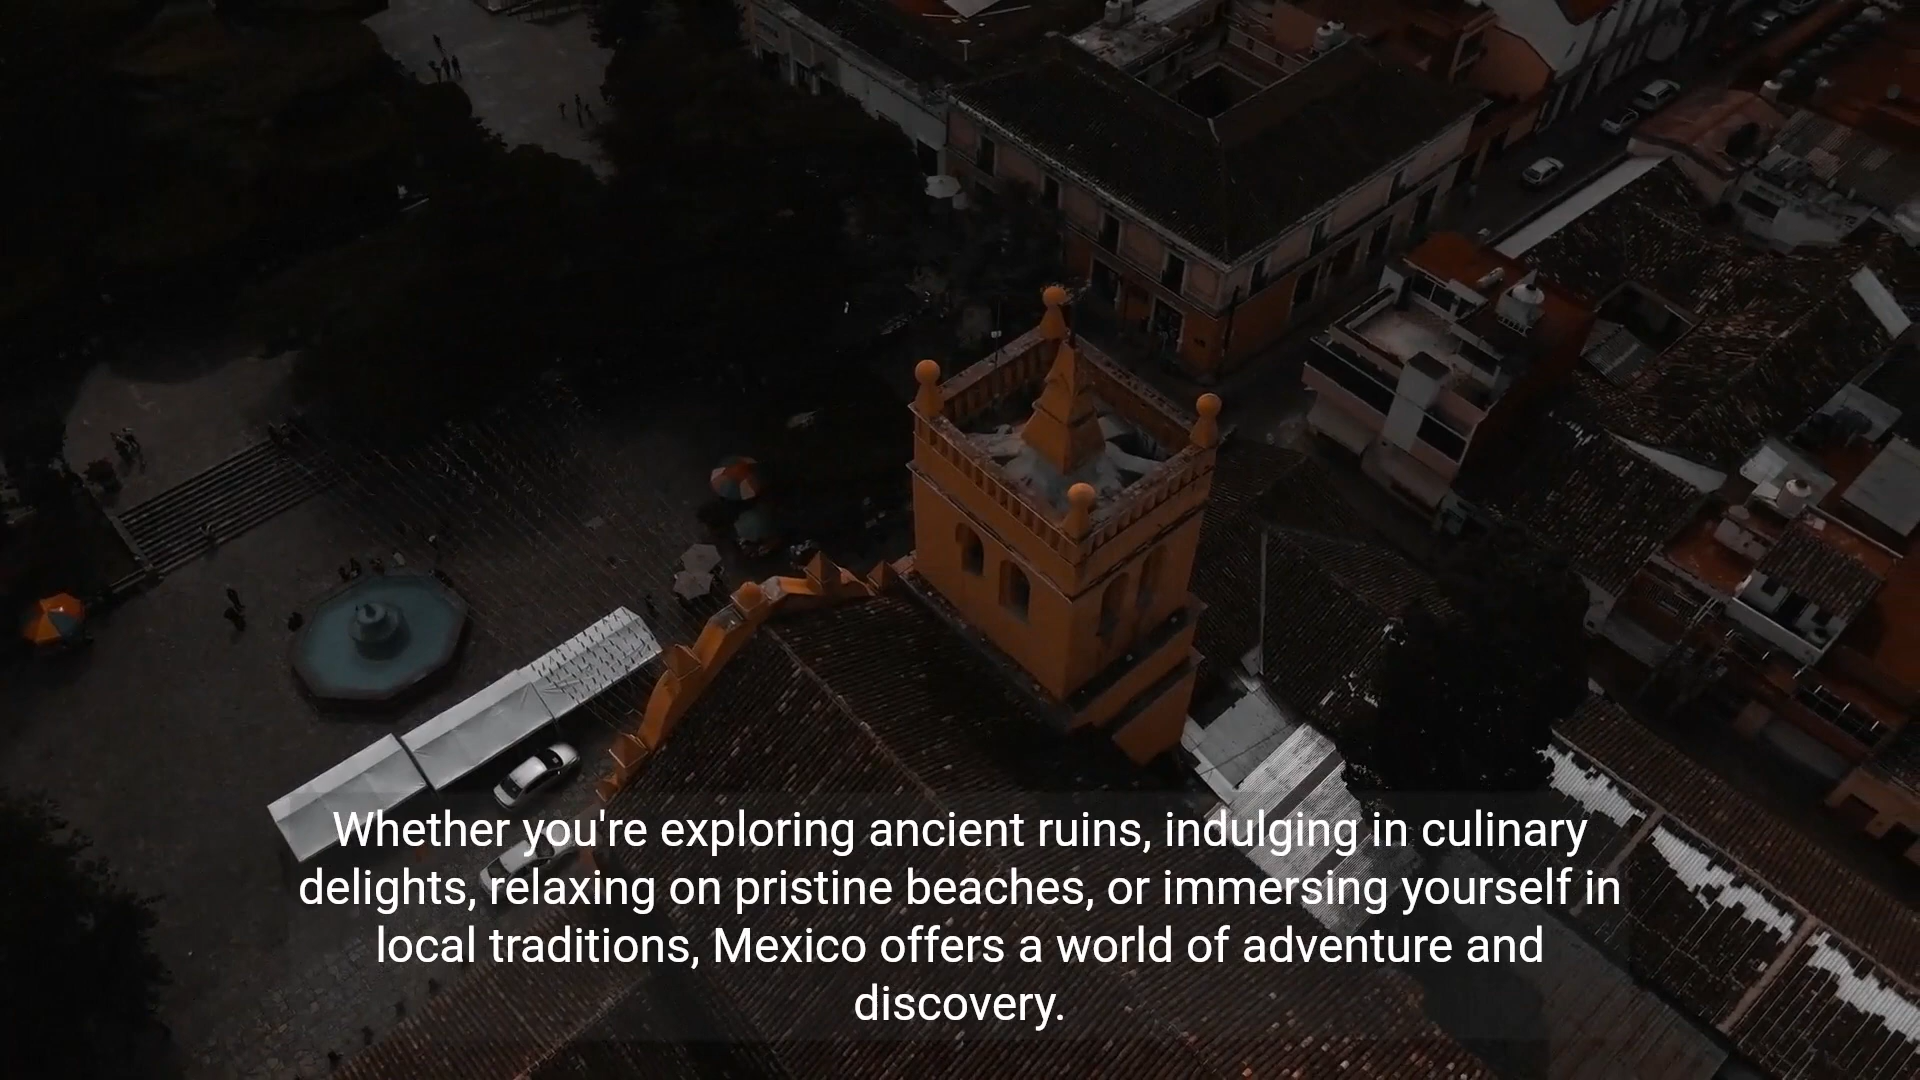 Whether you're exploring ancient ruins, indulging in culinary
delights, relaxing on pristine beaches, or immersing yourself in
local traditions, Mexico offers a world of adventure and
discovery.